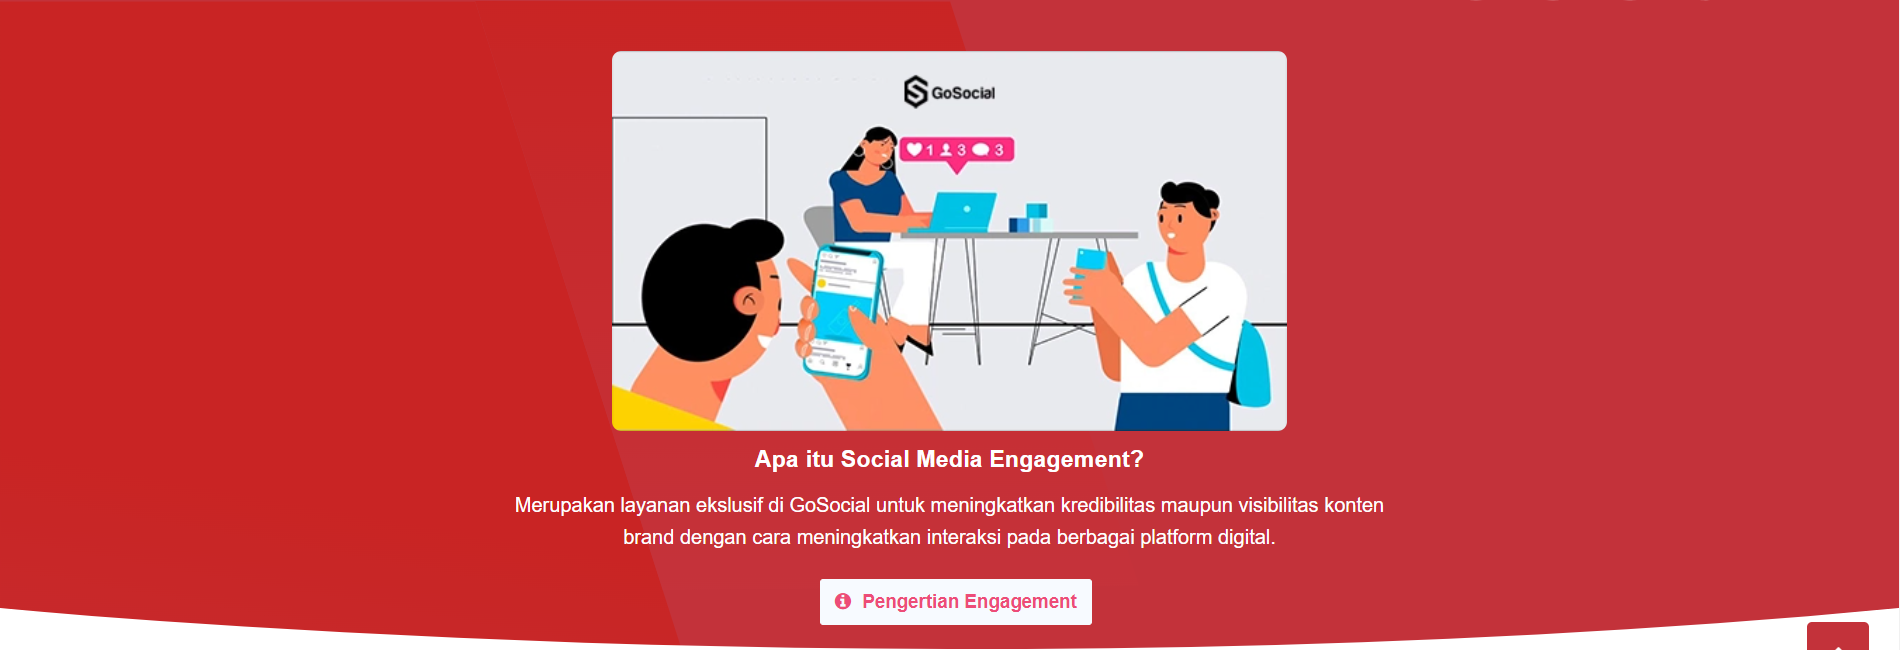 GoSocial
1 3 3
Apa itu Social Media Engagement?
Merupakan layanan ekslusif di GoSocial untuk meningkatkan kredibilitas maupun visibilitas konten
brand dengan cara meningkatkan interaksi pada berbagai platform digital.
Pengertian Engagement